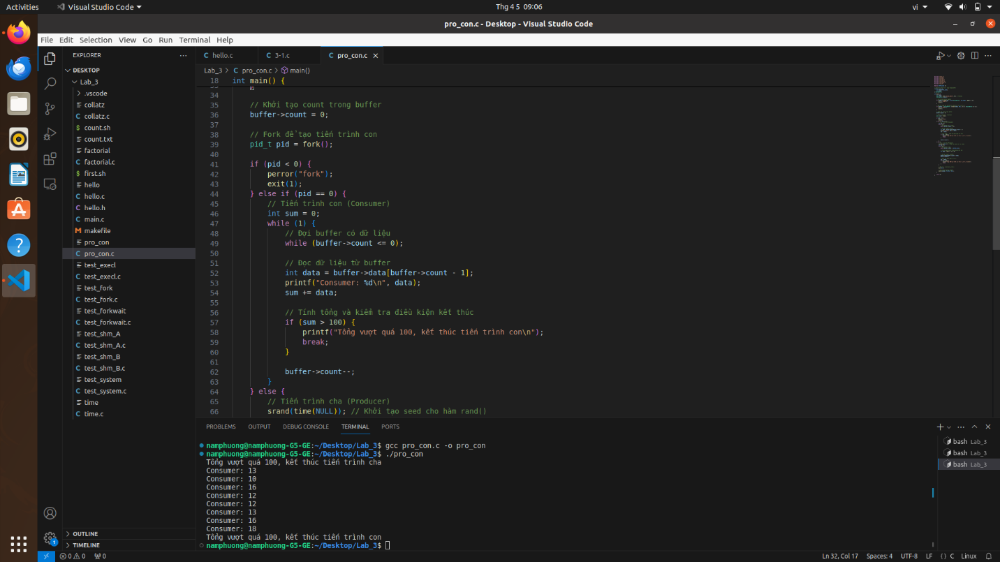 Activities
Visual Studio Code
Thg 4 5 09:06
vi
pro_con.c - Desktop - Visual Studio Code
File Edit Selection View Go Run Terminal Help
EXPLORER
DESKTOP
Lab_3
.vscode
collatz
collatz.c
count.sh
count.txt
factorial
factorial.c
first.sh
hello
hello.c
hello.h
main.c
makefile
pro_con
pro_con.c
test_execl
test_execl.c
test_fork
test_fork.c
test_forkwait
test_forkwait.c
test_shm_A
test_shm_A.c
test_shm_B
test_shm_B.c
test_system
test_system.c
time
time.c
OUTLINE
TIMELINE
hello.c
3-1.c
pro_con.c
Lab_3 > C pro_con.c > main()
18 int main() {
34
35 // Khởi tạo count trong buffer
36 buffer->count = 0;
37
38 // Fork để tạo tiến trình con
39 pid_t pid = fork();
40
41 if (pid < 0) {
42 perror("fork");
43 exit(1);
44 } else if (pid == 0) {
45 // Tiến trình con (Consumer)
46 int sum = 0;
47 while (1) {
48 // Đợi buffer có dữ liệu
49 while (buffer->count <= 0);
50
51 // Đọc dữ liệu từ buffer
52 int data = buffer->data[buffer->count - 1];
53 printf("Consumer: %d\n", data);
54 sum += data;
55
56 // Tính tổng và kiểm tra điều kiện kết thúc
57 if (sum > 100) {
58 printf("Tổng vượt quá 100, kết thúc tiến trình con\n");
59 break;
60 }
61
62 buffer->count--;
63 }
64 } else {
65 // Tiến trình cha (Producer)
66 srand(time(NULL)); // Khởi tạo seed cho hàm rand()
PROBLEMS OUTPUT DEBUG CONSOLE TERMINAL PORTS
namphuong@namphuong-G5-GE:~/Desktop/Lab_3$ gcc pro_con.c -o pro_con
namphuong@namphuong-G5-GE:~/Desktop/Lab_3$ ./pro_con
Tổng vượt quá 100, kết thúc tiến trình cha
Consumer: 13
Consumer: 10
Consumer: 16
Consumer: 12
Consumer: 12
Consumer: 13
Consumer: 16
Consumer: 18
Tổng vượt quá 100, kết thúc tiến trình con
namphuong@namphuong-G5-GE:~/Desktop/Lab_3$
bash Lab_3
bash Lab_3
bash Lab_3
0 0 0
Ln 32, Col 17 Spaces: 4 UTF-8 LF {} C Linux